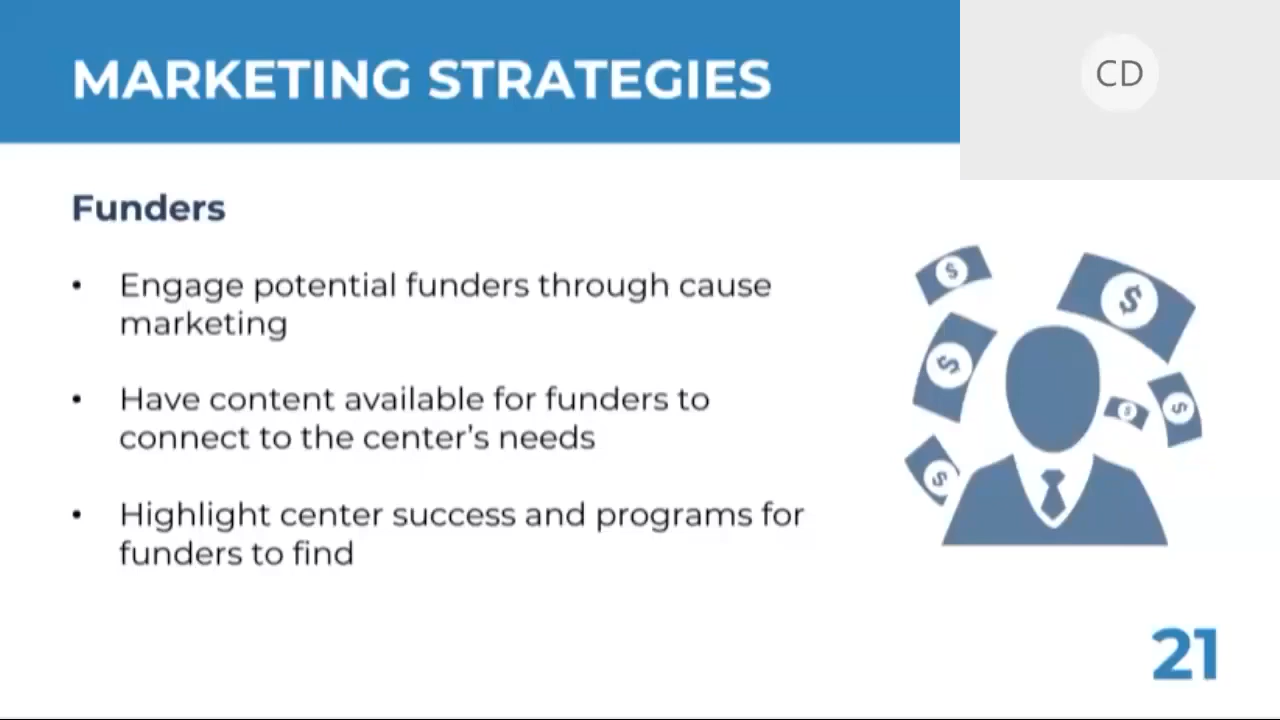 MARKETING STRATEGIES
CD
Funders
• Engage potential funders through cause
marketing
• Have content available for funders to
connect to the center's needs
• Highlight center success and programs for
funders to find
$
$
$
$
$
$
21